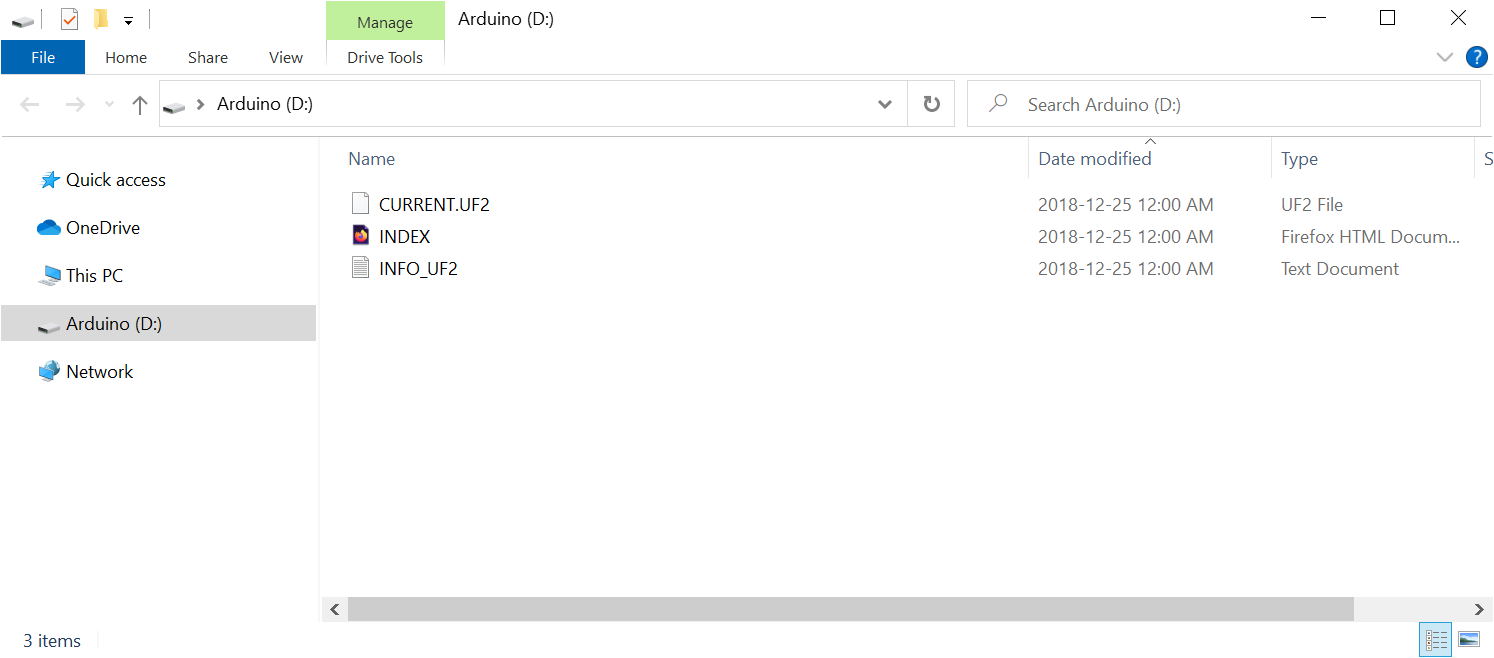 Manage Arduino (D:)
File Home Share View Drive Tools ?
Arduino (D:) Search Arduino (D:)
Name Date modified Type S
Quick access
OneDrive
This PC
Arduino (D:)
Network
CURRENT.UF2 2018-12-25 12:00 AM UF2 File
INDEX 2018-12-25 12:00 AM Firefox HTML Docum...
INFO_UF2 2018-12-25 12:00 AM Text Document
3 items